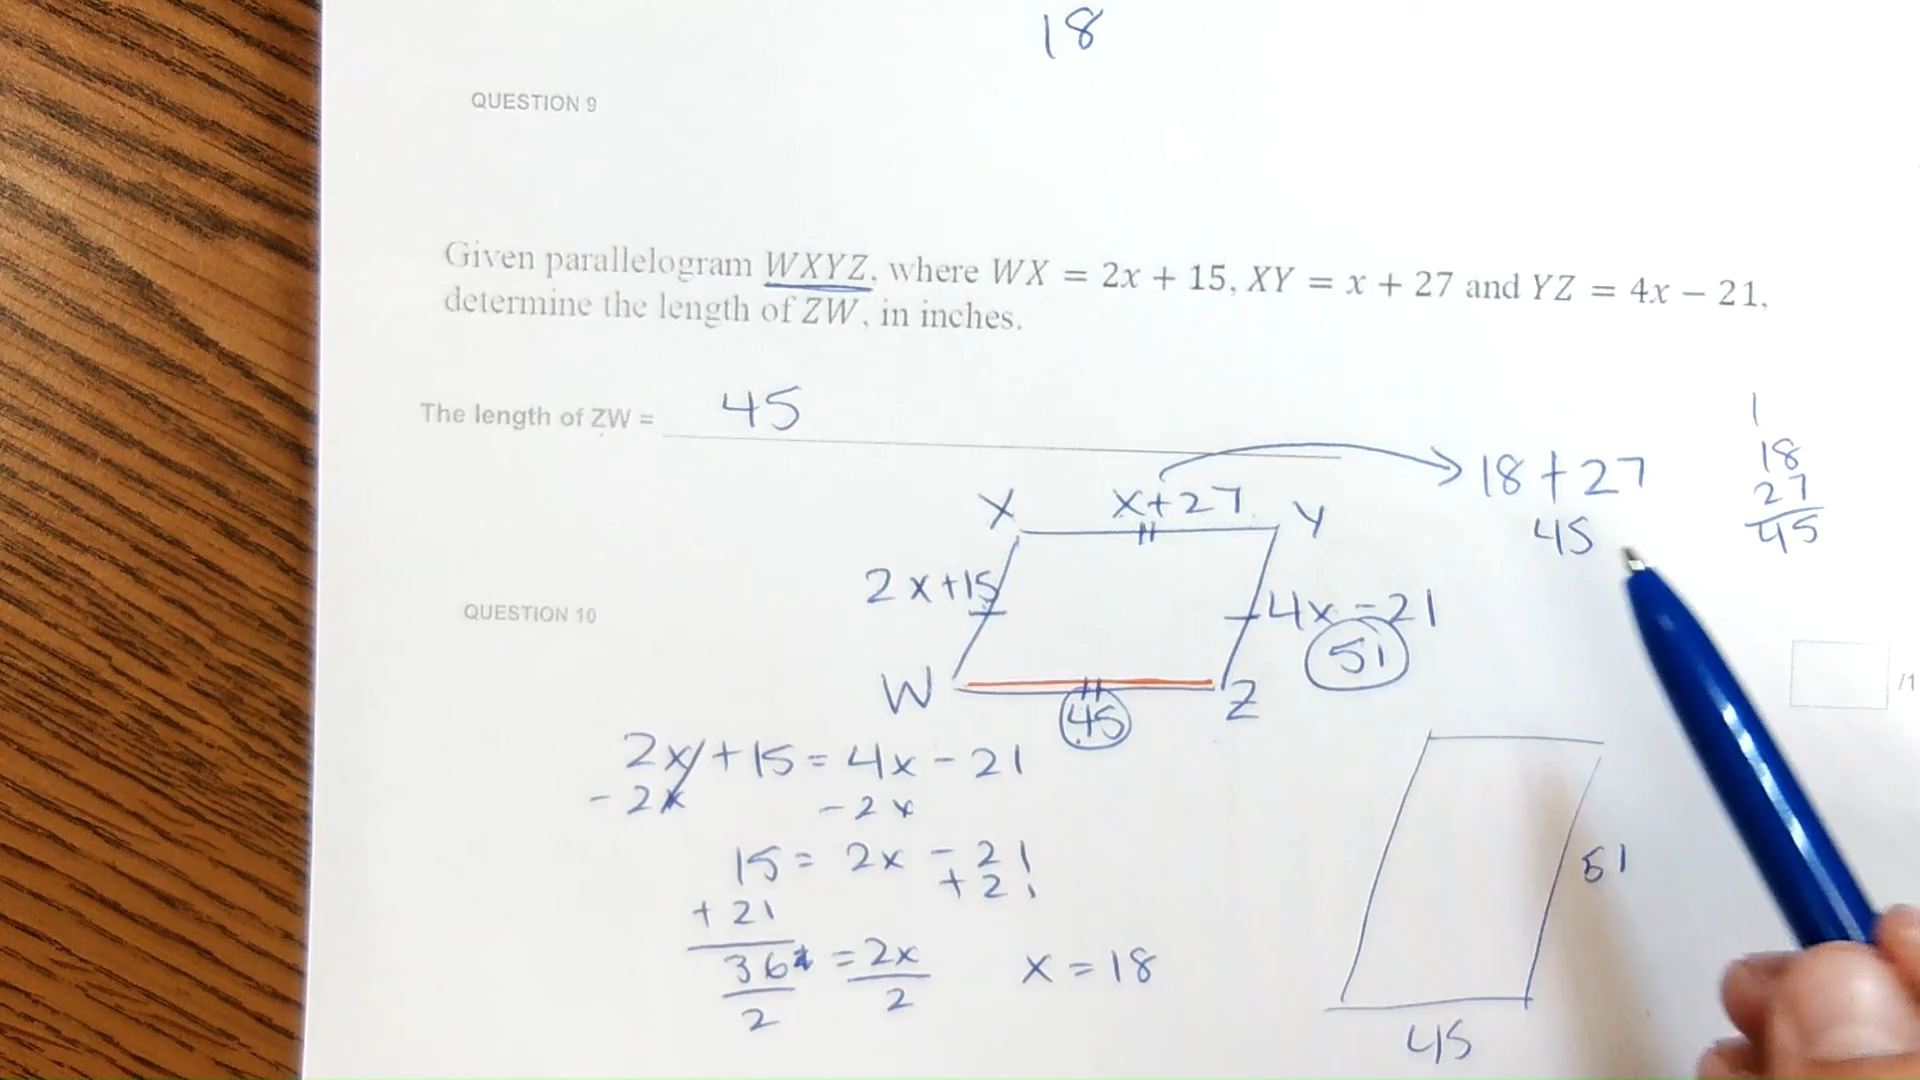 18
QUESTION 9
Given parallelogram WXYZ, where WX = 2x + 15, XY = x + 27 and YZ = 4x − 21,
determine the length of ZW, in inches.
The length of ZW = 45
1
18
27
45
18+27
45
X x+27 Y
2x+15
4x-21
51
QUESTION 10
W Z
45
/1
2x+15=4x-21
-2x -2x
15=2x-21
+21
+21
36=2x
2 2
x=18
51
45